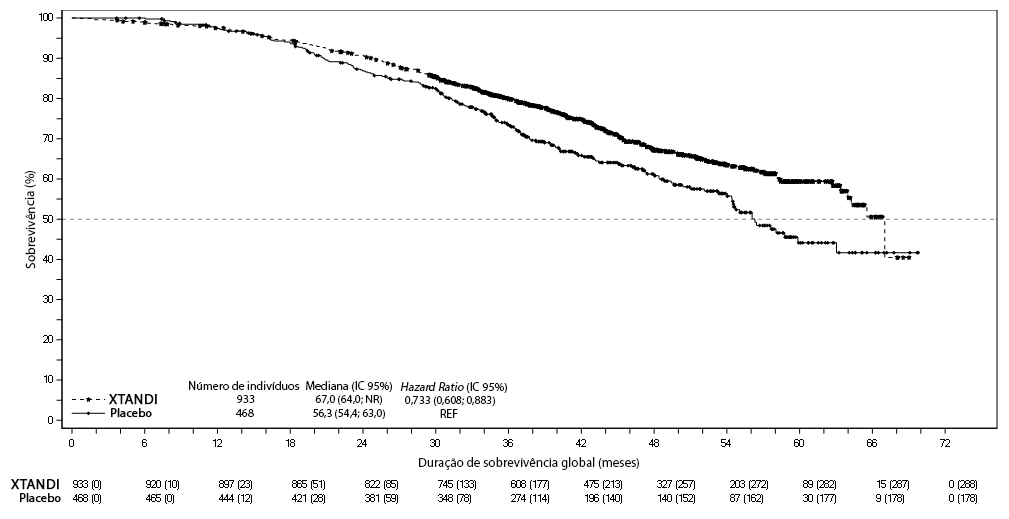 100
90
80
70
60
50
40
30
20
10
0
Sobrevivência (%)
Número de indivíduos Mediana (IC 95%) Hazard Ratio (IC 95%)
XTANDI 933 67,0 (64,0; NR) 0,733 (0,608; 0,883)
Placebo 468 56,3 (54,4; 63,0) REF
0 6 12 18 24 30 36 42 48 54 60 66 72
Duração de sobrevivência global (meses)
XTANDI 933 (0) 920 (10) 897 (23) 865 (51) 822 (85) 745 (133) 608 (177) 475 (213) 327 (257) 203 (272) 89 (282) 15 (287) 0 (288)
Placebo 468 (0) 465 (0) 444 (12) 421 (28) 381 (59) 348 (78) 274 (114) 196 (140) 140 (152) 87 (162) 30 (177) 9 (178) 0 (178)